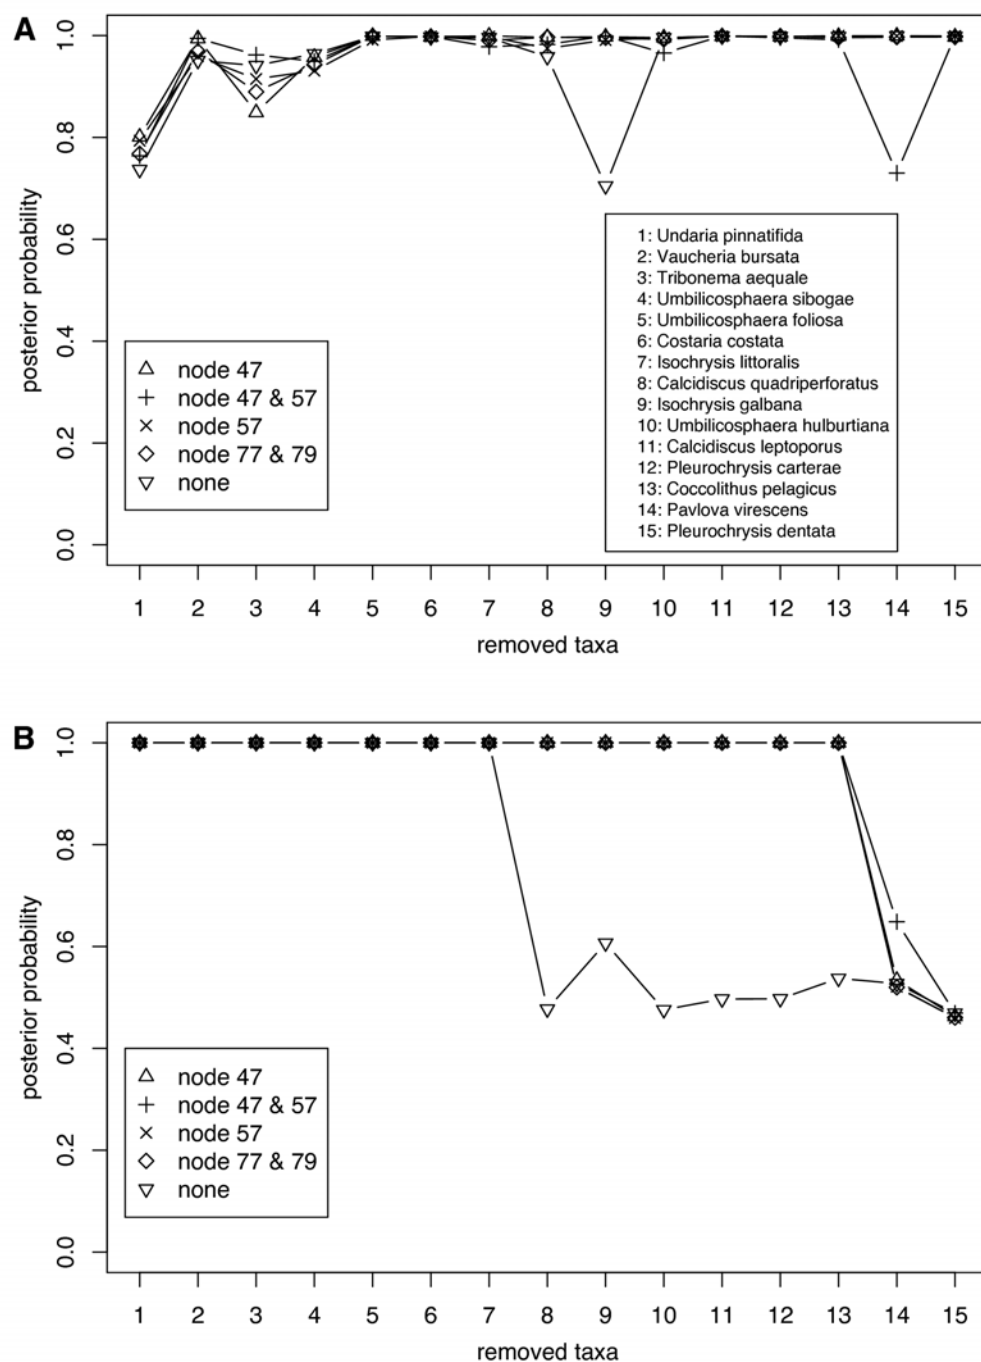 A
posterior probability
1.0
0.8
0.6
0.4
0.2
0.0
node 47
node 47 & 57
node 57
node 77 & 79
none
1: Undaria pinnatifida
2: Vaucheria bursata
3: Tribonema aequale
4: Umbilicosphaera sibogae
5: Umbilicosphaera foliosa
6: Costaria costata
7: Isochrysis littoralis
8: Calcidiscus quadriperforatus
9: Isochrysis galbana
10: Umbilicosphaera hulburtiana
11: Calcidiscus leptoporus
12: Pleurochrysis carterae
13: Coccolithus pelagicus
14: Pavlova virescens
15: Pleurochrysis dentata
1 2 3 4 5 6 7 8 9 10 11 12 13 14 15
removed taxa
B
posterior probability
1.0
0.8
0.6
0.4
0.2
0.0
node 47
node 47 & 57
node 57
node 77 & 79
none
1 2 3 4 5 6 7 8 9 10 11 12 13 14 15
removed taxa